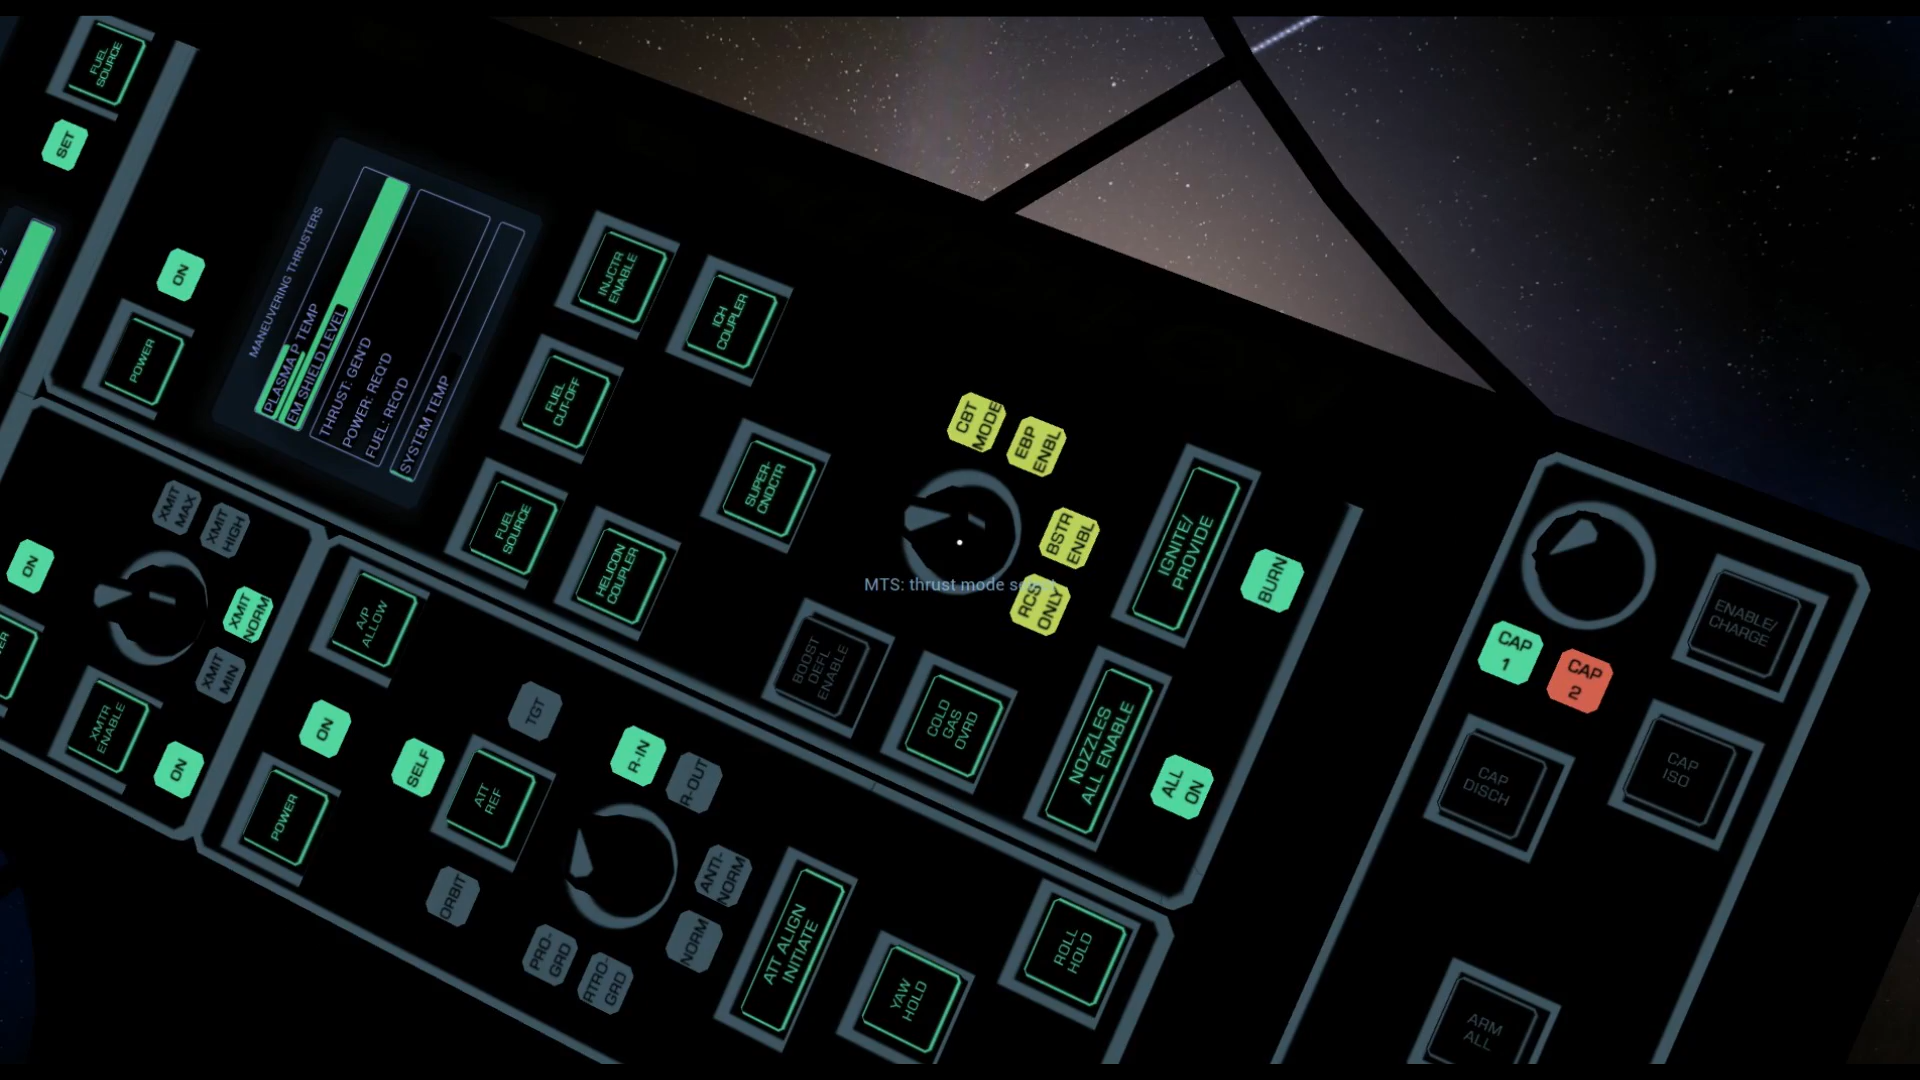 FUEL
SOURCE
SET
ON
POWER
MANEUVERING THRUSTERS
PLASMA P TEMP
EM SHIELD LEVEL
THRUST: GEN'D
POWER: REQ'D
FUEL: REQ'D
SYSTEM TEMP
INJCTR
ENABLE
ICH
COUPLER
FUEL
CUT-OFF
SUPER-
CNDCTR
FUEL
SOURCE
HELICON
COUPLER
CBT
MODE
EBP
ENBL
BSTR
ENBL
RCS
ONLY
MTS: thrust mode
IGNITE/
PROVIDE
BURN
BOOST
DEFL
ENABLE
COLD
GAS
OVRD
NOZZLES
ALL ENABLE
ALL
ON
XMIT
MAX
XMIT
HIGH
XMIT
NORM
XMIT
MIN
ON
XMTR
ENABLE
ON
A/P
ALLOW
ON
POWER
SELF
ATT
REF
TGT
ORBIT
R-IN
R-OUT
ANTI-
NORM
NORM
PRO-
GRD
RTRO-
GRD
ATT ALIGN
INITIATE
YAW
HOLD
ROLL
HOLD
CAP
1
CAP
2
ENABLE/
CHARGE
CAP
DISCH
CAP
ISO
ARM
ALL